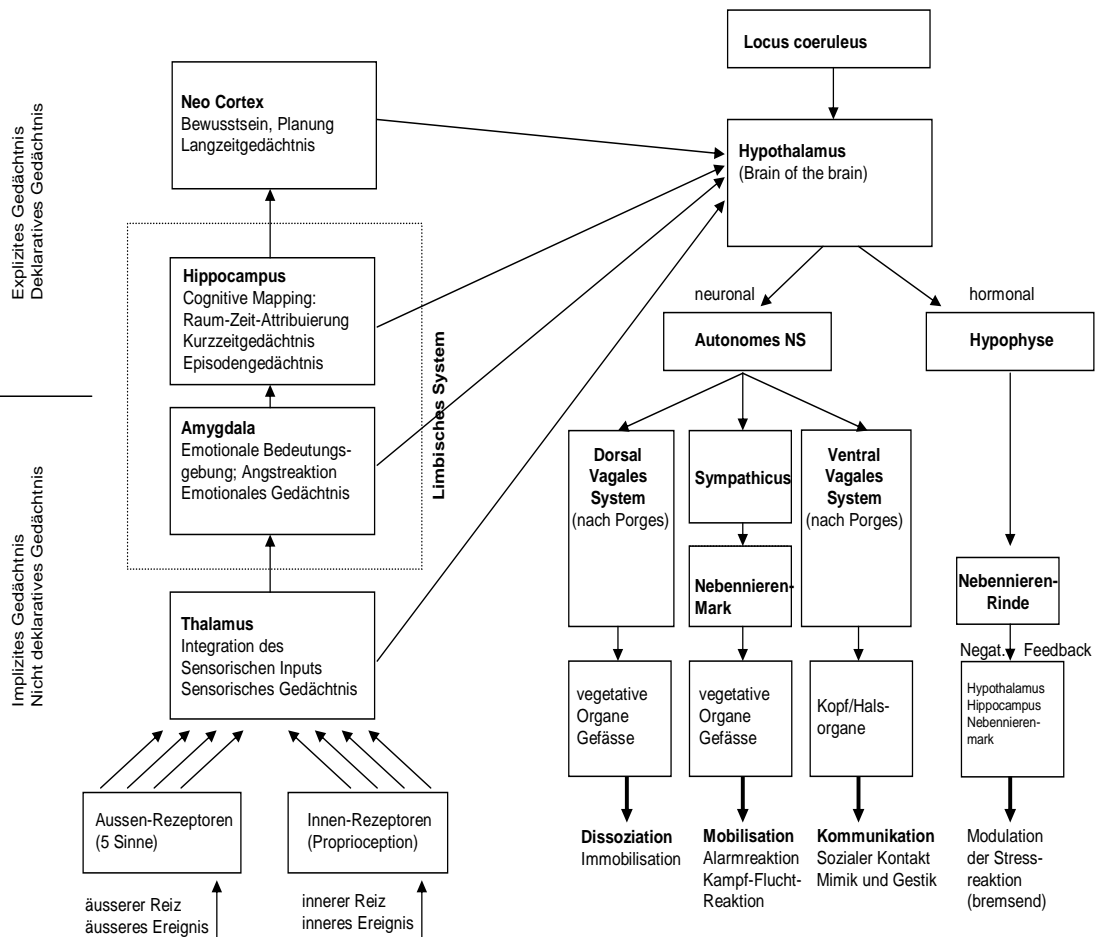 Locus coeruleus
Neo Cortex
Bewusstsein, Planung
Langzeitgedächtnis
Hypothalamus
(Brain of the brain)
Explizites Gedächtnis
Deklaratives Gedächtnis
Hippocampus
Cognitive Mapping:
Raum-Zeit-Attribuierung
Kurzzeitgedächtnis
Episodengedächtnis
Limbisches System
Amygdala
Emotionale Bedeutungs-
gebung; Angstreaktion
Emotionales Gedächtnis
Implizites Gedächtnis
Nicht deklaratives Gedächtnis
Thalamus
Integration des
Sensorischen Inputs
Sensorisches Gedächtnis
Aussen-Rezeptoren
(5 Sinne)
Innen-Rezeptoren
(Proprioception)
äusserer Reiz
äusseres Ereignis
innerer Reiz
inneres Ereignis
neuronal
hormonal
Autonomes NS
Hypophyse
Dorsal
Vagales
System
(nach Porges)
Sympathicus
Nebennieren-
Mark
Ventral
Vagales
System
(nach Porges)
Nebennieren-
Rinde
Negat. Feedback
vegetative
Organe
Gefässe
vegetative
Organe
Gefässe
Kopf/Hals-
organe
Hypothalamus
Hippocampus
Nebennieren-
mark
Dissoziation
Immobilisation
Mobilisation
Alarmreaktion
Kampf-Flucht-
Reaktion
Kommunikation
Sozialer Kontakt
Mimik und Gestik
Modulation
der Stress-
reaktion
(bremsend)